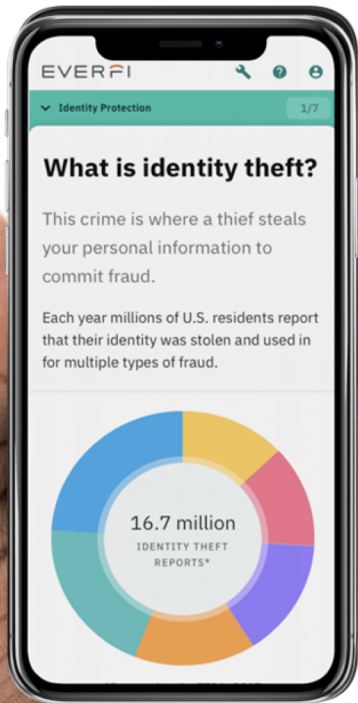 EVERFI
Identity Protection
1/7
What is identity theft?
This crime is where a thief steals
your personal information to
commit fraud.
Each year millions of U.S. residents report
that their identity was stolen and used in
for multiple types of fraud.
16.7 million
IDENTITY THEFT
REPORTS*